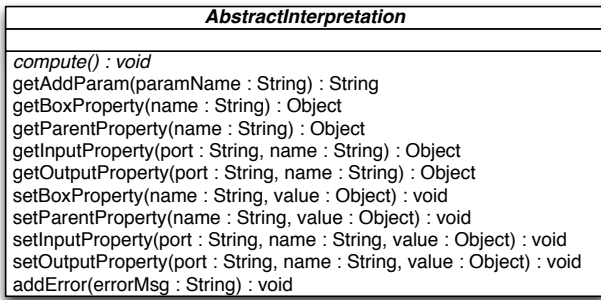 AbstractInterpretation
compute() : void
getAddParam(paramName : String) : String
getBoxProperty(name : String) : Object
getParentProperty(name : String) : Object
getInputProperty(port : String, name : String) : Object
getOutputProperty(port : String, name : String) : Object
setBoxProperty(name : String, value : Object) : void
setParentProperty(name : String, value : Object) : void
setInputProperty(port : String, name : String, value : Object) : void
setOutputProperty(port : String, name : String, value : Object) : void
addError(errorMsg : String) : void